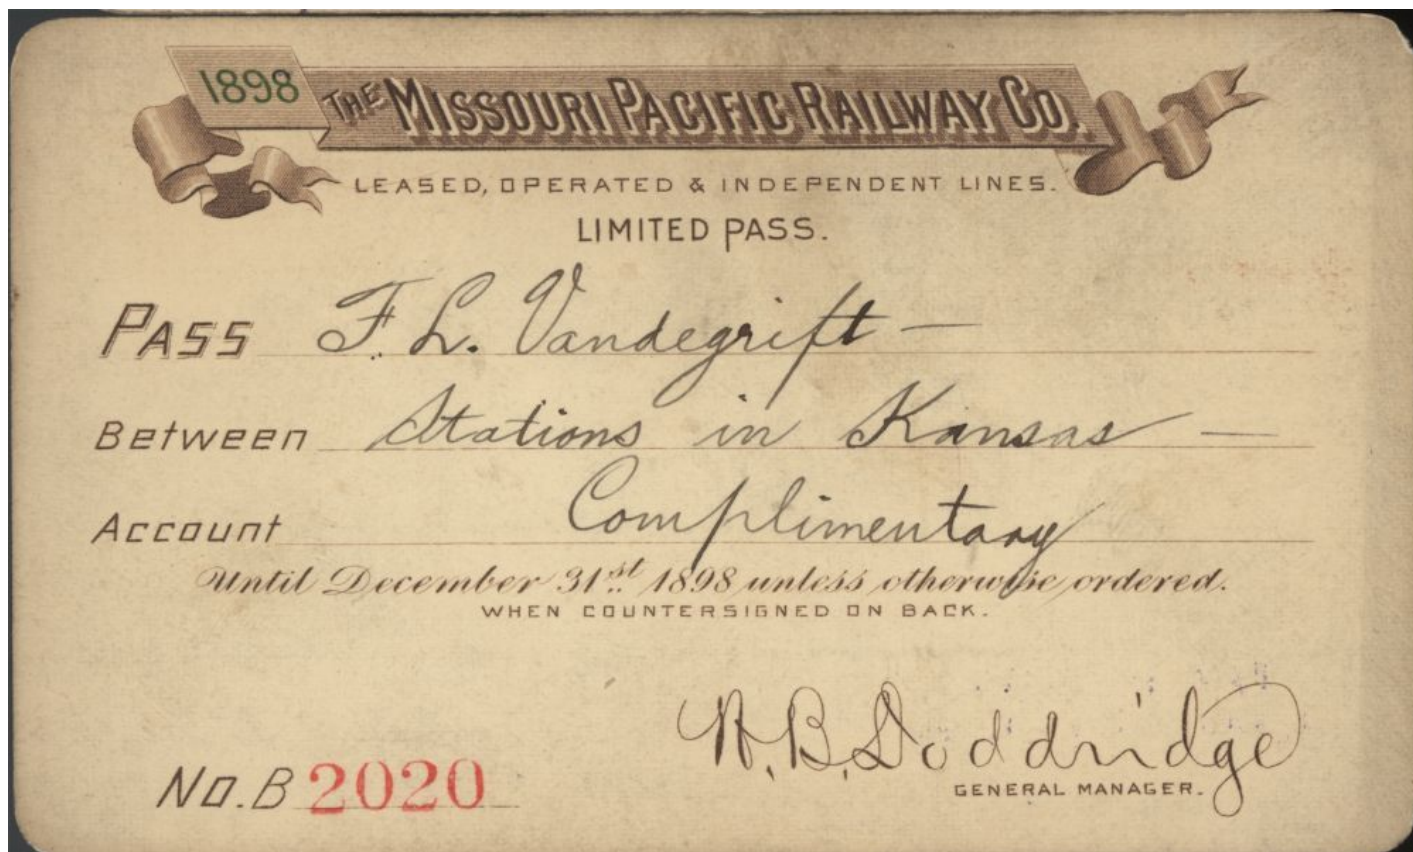 1898 THE MISSOURI PACIFIC RAILWAY CO.
LEASED, OPERATED & INDEPENDENT LINES.
LIMITED PASS.
PASS F. L. Vandegrift —
Between Stations in Kansas —
Account Complimentary
Until December 31st 1898 unless otherwise ordered.
WHEN COUNTERSIGNED ON BACK.
W. B. Doddridge
GENERAL MANAGER.
No. B 2020